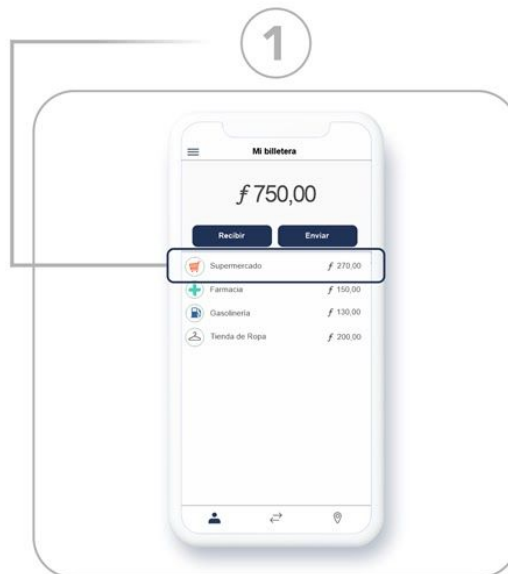 1
Mi billetera
ƒ 750,00
Recibir Enviar
Supermercado ƒ 270,00
Farmacia ƒ 150,00
Gasolinería ƒ 130,00
Tienda de Ropa ƒ 200,00